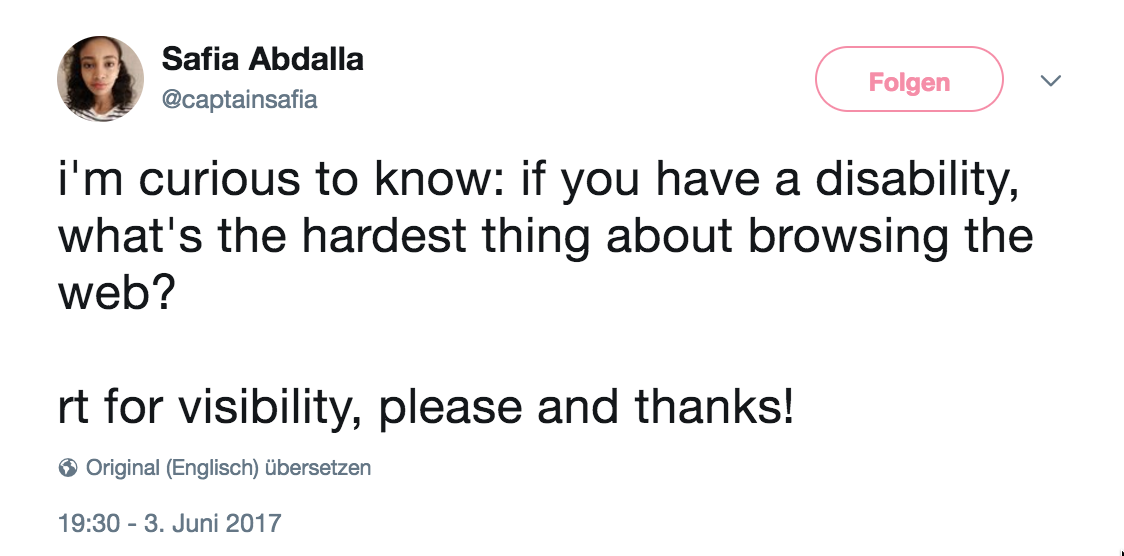 Safia Abdalla
@captainsafia
Folgen
i'm curious to know: if you have a disability,
what's the hardest thing about browsing the
web?
rt for visibility, please and thanks!
Original (Englisch) übersetzen
19:30 - 3. Juni 2017